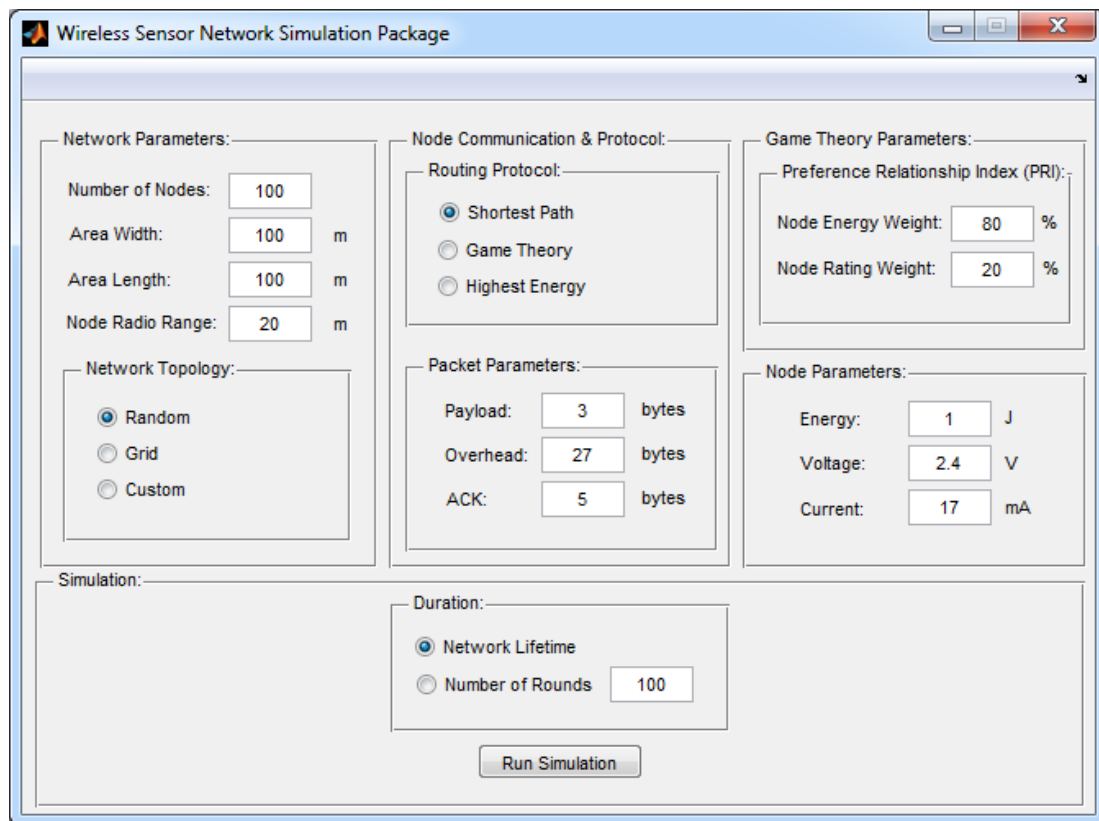 Wireless Sensor Network Simulation Package
Network Parameters:
Number of Nodes: 100
Area Width: 100 m
Area Length: 100 m
Node Radio Range: 20 m
Network Topology:
Random
Grid
Custom
Node Communication & Protocol:
Routing Protocol:
Shortest Path
Game Theory
Highest Energy
Packet Parameters:
Payload: 3 bytes
Overhead: 27 bytes
ACK: 5 bytes
Game Theory Parameters:
Preference Relationship Index (PRI):
Node Energy Weight: 80 %
Node Rating Weight: 20 %
Node Parameters:
Energy: 1 J
Voltage: 2.4 V
Current: 17 mA
Simulation:
Duration:
Network Lifetime
Number of Rounds 100
Run Simulation